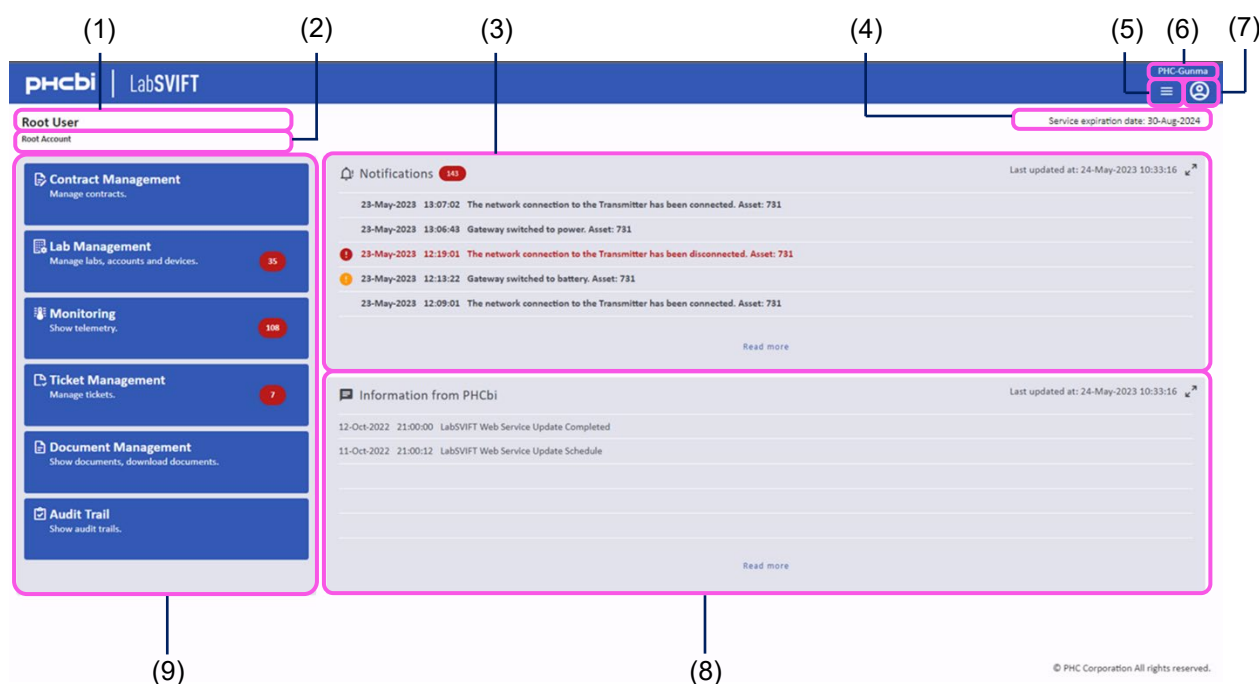 (1) (2) (3) (4) (5) (6) (7)
PHCbi LabSVIFT
PHC-Gunma
Root User
Service expiration date: 30-Aug-2024
Root Account
Contract Management
Manage contracts.
Lab Management
Manage labs, accounts and devices.
35
Monitoring
Show telemetry.
108
Ticket Management
Manage tickets.
7
Document Management
Show documents, download documents.
Audit Trail
Show audit trails.
Notifications 143
Last updated at: 24-May-2023 10:33:16
23-May-2023 13:07:02 The network connection to the Transmitter has been connected. Asset: 731
23-May-2023 13:06:43 Gateway switched to power. Asset: 731
23-May-2023 12:19:01 The network connection to the Transmitter has been disconnected. Asset: 731
23-May-2023 12:13:22 Gateway switched to battery. Asset: 731
23-May-2023 12:09:01 The network connection to the Transmitter has been connected. Asset: 731
Read more
Information from PHCbi
Last updated at: 24-May-2023 10:33:16
12-Oct-2022 21:00:00 LabSVIFT Web Service Update Completed
11-Oct-2022 21:00:12 LabSVIFT Web Service Update Schedule
Read more
(9) (8)
© PHC Corporation All rights reserved.